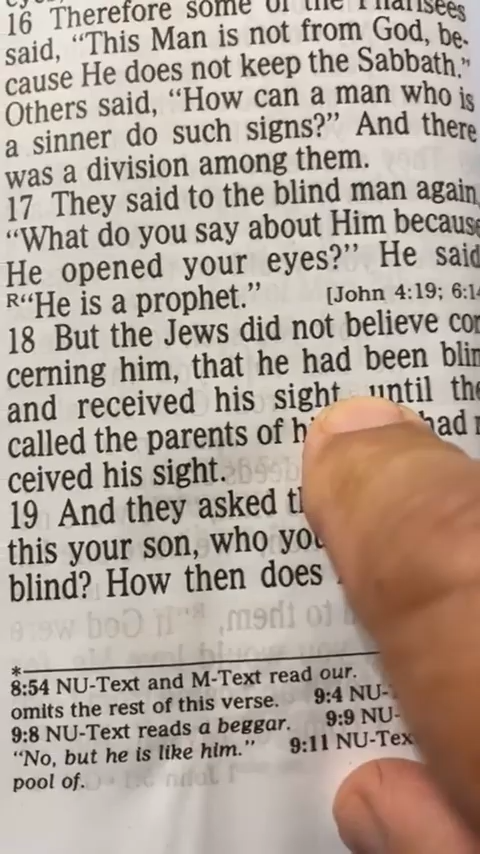 16 Therefore some of the Pharisees
said, “This Man is not from God, be-
cause He does not keep the Sabbath.”
Others said, “How can a man who is
a sinner do such signs?” And there
was a division among them.
17 They said to the blind man again,
“What do you say about Him because
He opened your eyes?” He said
R“He is a prophet.” [John 4:19; 6:14
18 But the Jews did not believe con
cerning him, that he had been blin
and received his sight, until the
called the parents of had
ceived his sight.
19 And they asked
this your son, who you
blind? How then does
*
8:54 NU-Text and M-Text read our.
omits the rest of this verse. 9:4 NU-
9:8 NU-Text reads a beggar. 9:9 NU-
“No, but he is like him.” 9:11 NU-Tex
pool of.